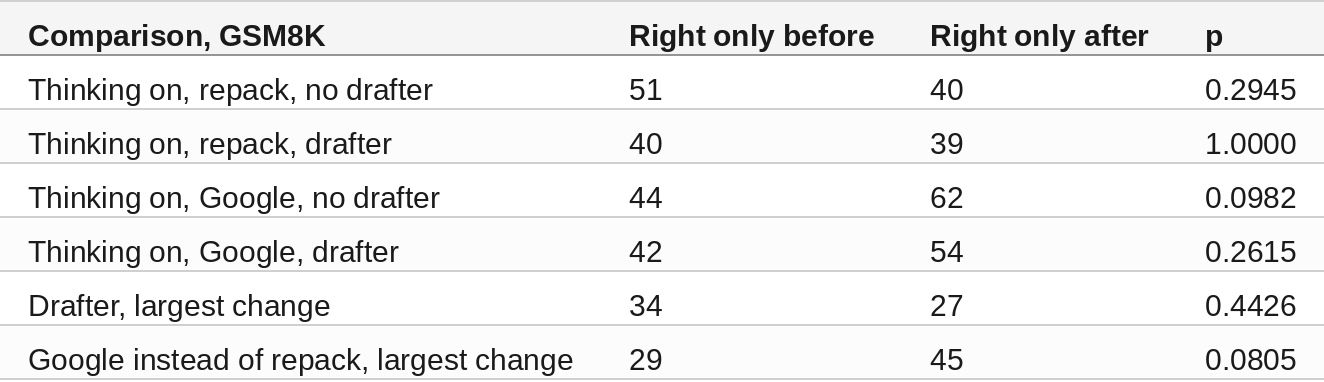 Comparison, GSM8K Right only before Right only after p
Thinking on, repack, no drafter 51 40 0.2945
Thinking on, repack, drafter 40 39 1.0000
Thinking on, Google, no drafter 44 62 0.0982
Thinking on, Google, drafter 42 54 0.2615
Drafter, largest change 34 27 0.4426
Google instead of repack, largest change 29 45 0.0805